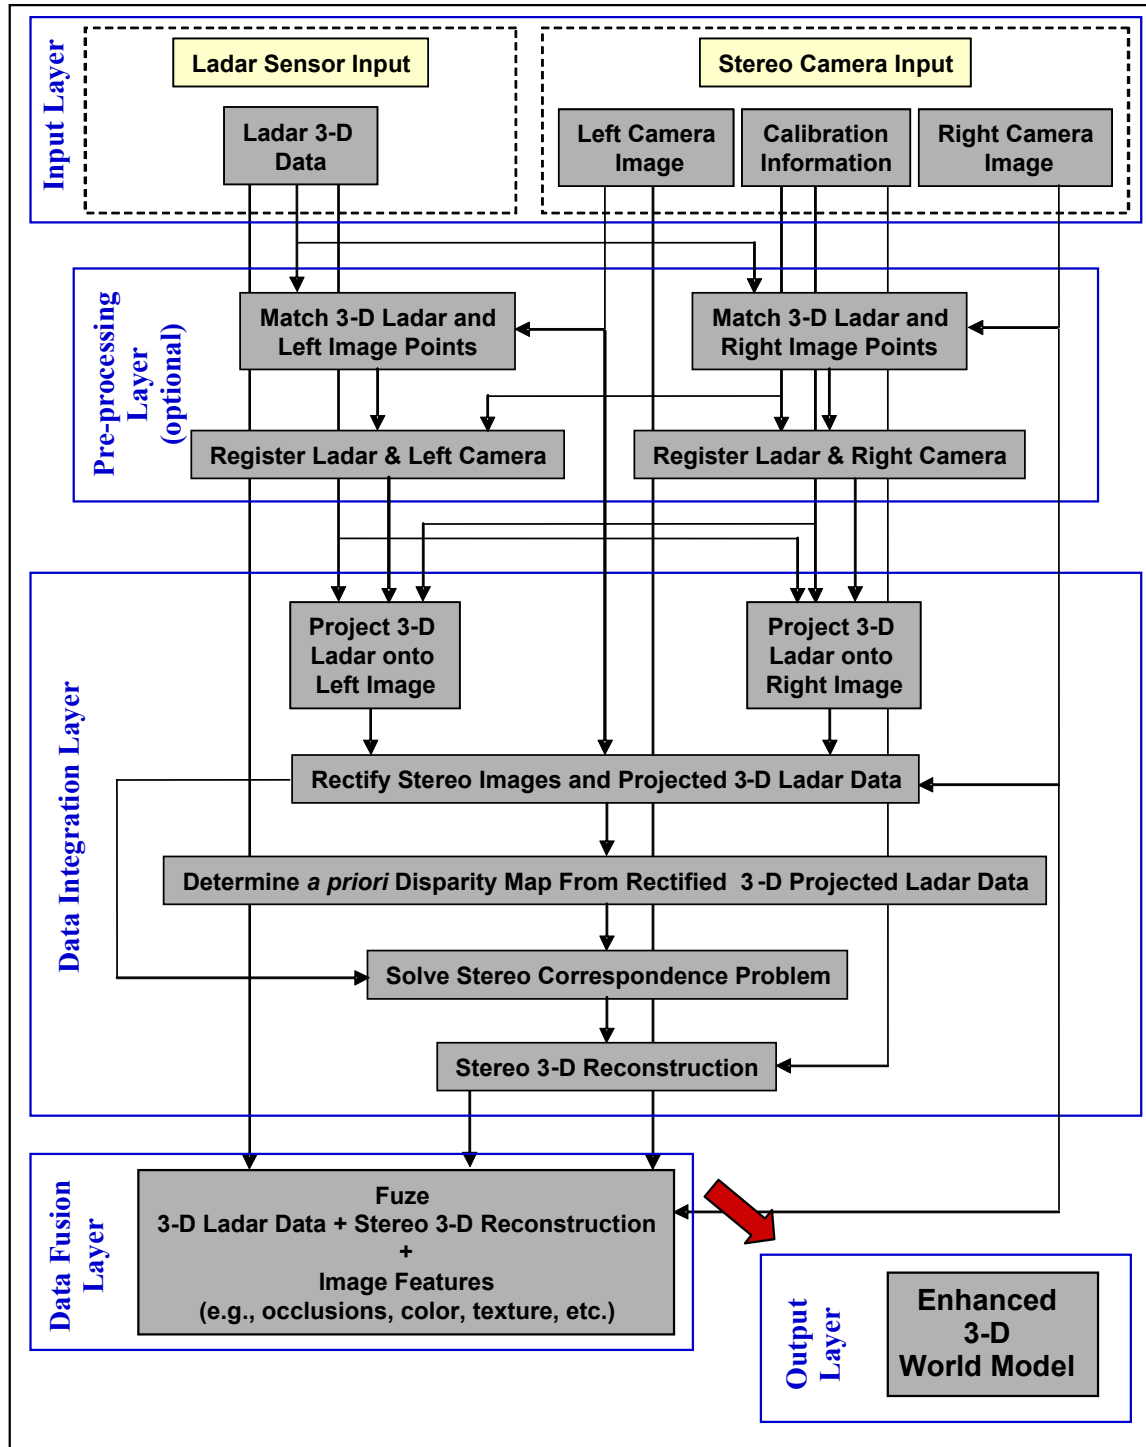 Input Layer
Ladar Sensor Input
Stereo Camera Input
Ladar 3-D
Data
Left Camera
Image
Calibration
Information
Right Camera
Image
Pre-processing
Layer
(optional)
Match 3-D Ladar and
Left Image Points
Match 3-D Ladar and
Right Image Points
Register Ladar & Left Camera
Register Ladar & Right Camera
Data Integration Layer
Project 3-D
Ladar onto
Left Image
Project 3-D
Ladar onto
Right Image
Rectify Stereo Images and Projected 3-D Ladar Data
Determine a priori Disparity Map From Rectified 3-D Projected Ladar Data
Solve Stereo Correspondence Problem
Stereo 3-D Reconstruction
Data Fusion
Layer
Fuze
3-D Ladar Data + Stereo 3-D Reconstruction
+
Image Features
(e.g., occlusions, color, texture, etc.)
Output
Layer
Enhanced
3-D
World Model